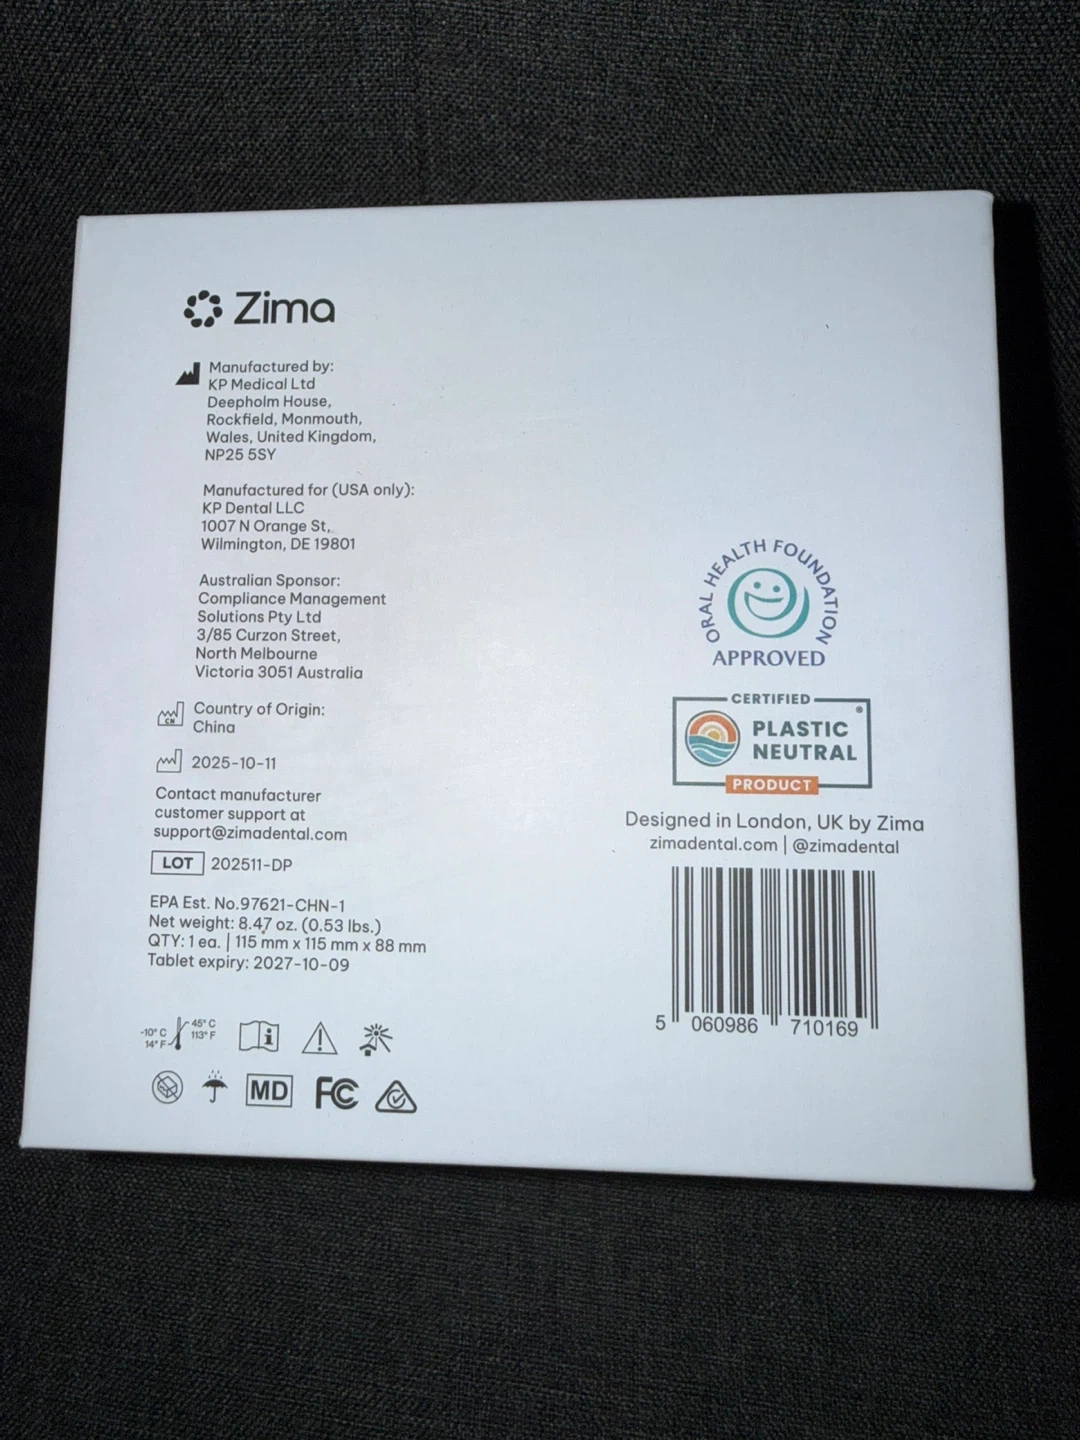 Zima
Manufactured by:
KP Medical Ltd
Deepholm House,
Rockfield, Monmouth,
Wales, United Kingdom,
NP25 5SY
Manufactured for (USA only):
KP Dental LLC
1007 N Orange St,
Wilmington, DE 19801
Australian Sponsor:
Compliance Management
Solutions Pty Ltd
3/85 Curzon Street,
North Melbourne
Victoria 3051 Australia
CN
Country of Origin:
China
2025-10-11
Contact manufacturer
customer support at
support@zimadental.com
LOT 202511-DP
EPA Est. No.97621-CHN-1
Net weight: 8.47 oz. (0.53 lbs.)
QTY: 1 ea. | 115 mm x 115 mm x 88 mm
Tablet expiry: 2027-10-09
-10° C
14° F
45° C
113° F
MD FC
ORAL HEALTH FOUNDATION
APPROVED
CERTIFIED
PLASTIC
NEUTRAL
®
PRODUCT
Designed in London, UK by Zima
zimadental.com | @zimadental
5 060986 710169